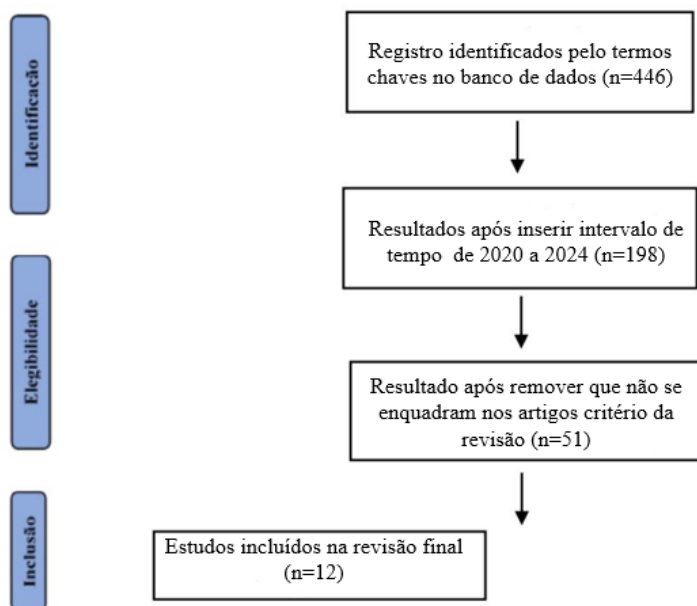 Identificação
Registro identificados pelo termos
chaves no banco de dados (n=446)
Resultados após inserir intervalo de
tempo de 2020 a 2024 (n=198)
Elegibilidade
Resultado após remover que não se
enquadram nos artigos critério da
revisão (n=51)
Inclusão
Estudos incluídos na revisão final
(n=12)